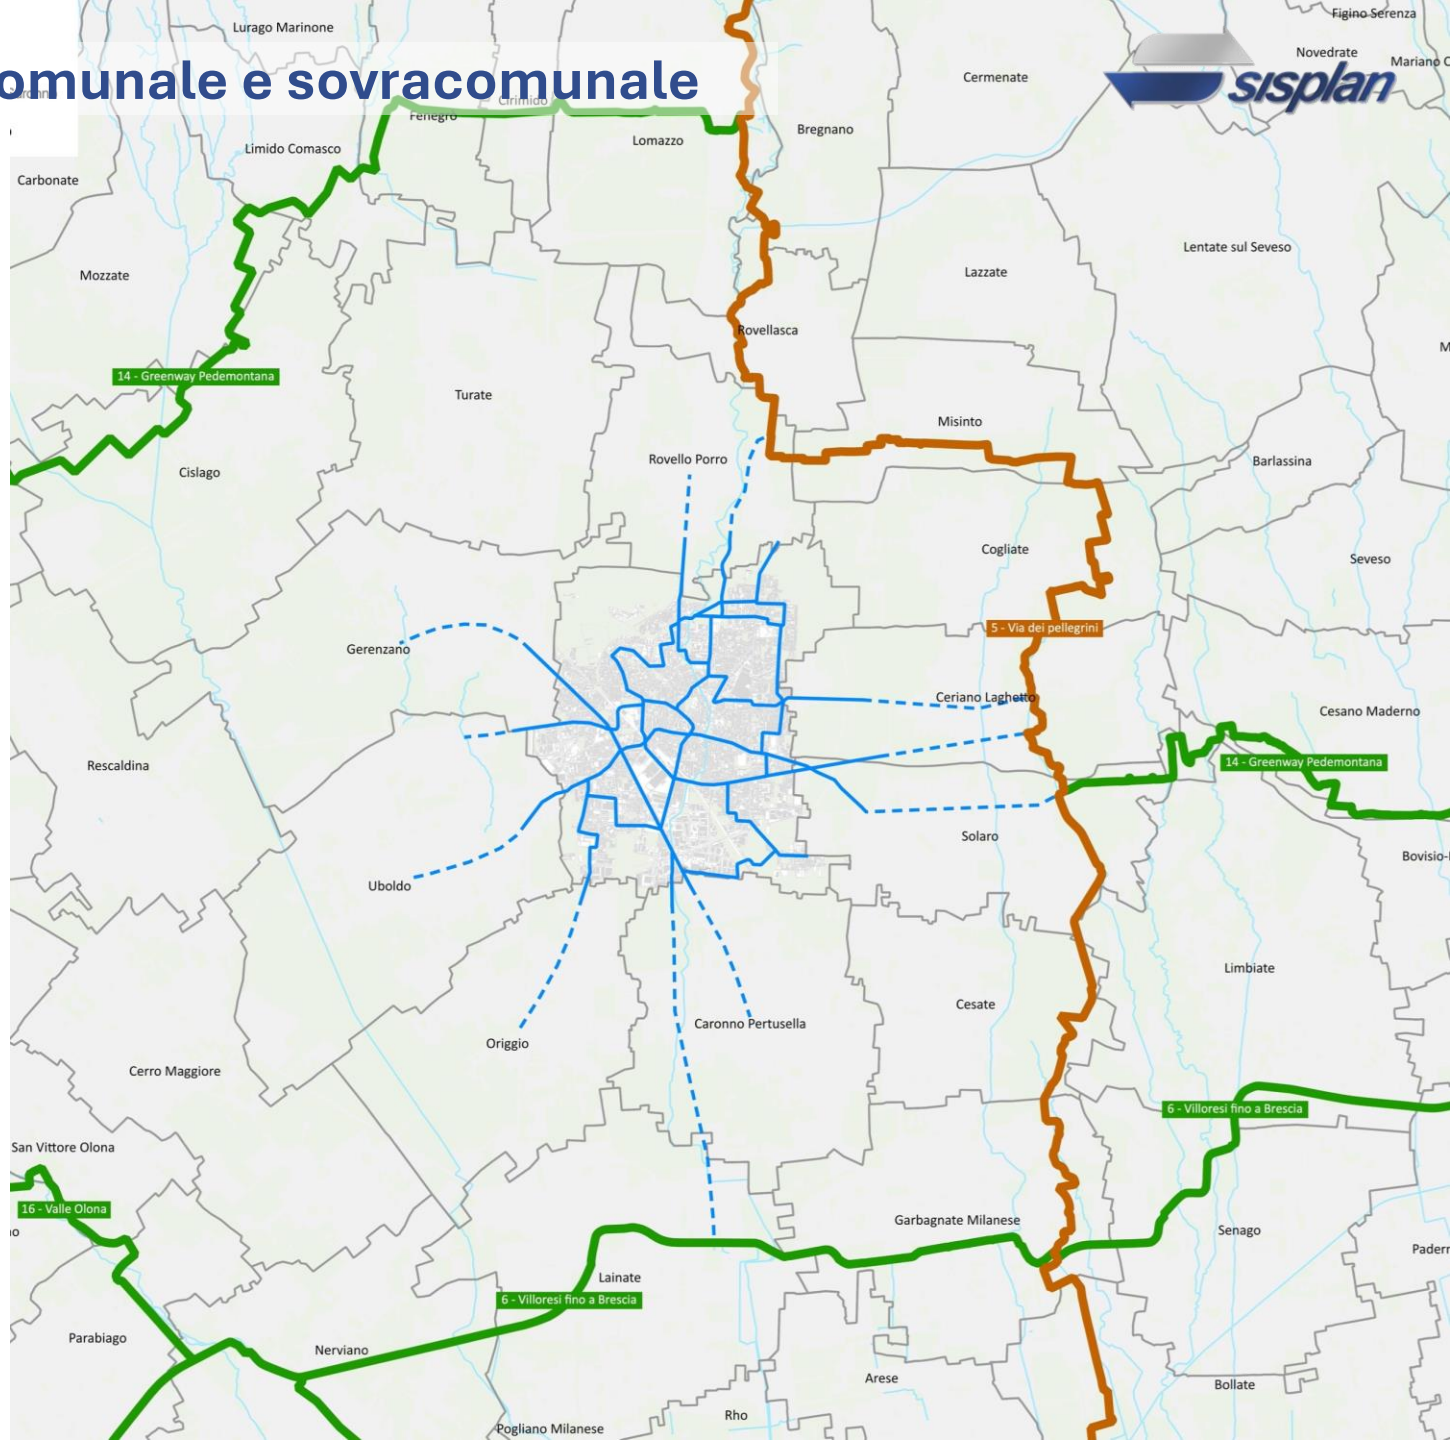 Lurago Marinone
Figino Serenza
Novedrate
Mariano C
omunale e sovracomunale
sisplan
Cermenate
Cirimido
Fenegrò
Bregnano
Lomazzo
Limido Comasco
Carbonate
Lentate sul Seveso
Mozzate
Lazzate
Rovellasca
M
14 - Greenway Pedemontana
Turate
Misinto
Rovello Porro
Barlassina
Cislago
Cogliate
Seveso
5 - Via dei pellegrini
Gerenzano
Ceriano Laghetto
Cesano Maderno
Rescaldina
14 - Greenway Pedemontana
Solaro
Bovisio-
Uboldo
Limbiate
Cesate
Caronno Pertusella
Origgio
Cerro Maggiore
6 - Villoresi fino a Brescia
San Vittore Olona
16 - Valle Olona
Garbagnate Milanese
Senago
Padern
Lainate
6 - Villoresi fino a Brescia
Parabiago
Nerviano
Arese
Bollate
Rho
Pogliano Milanese